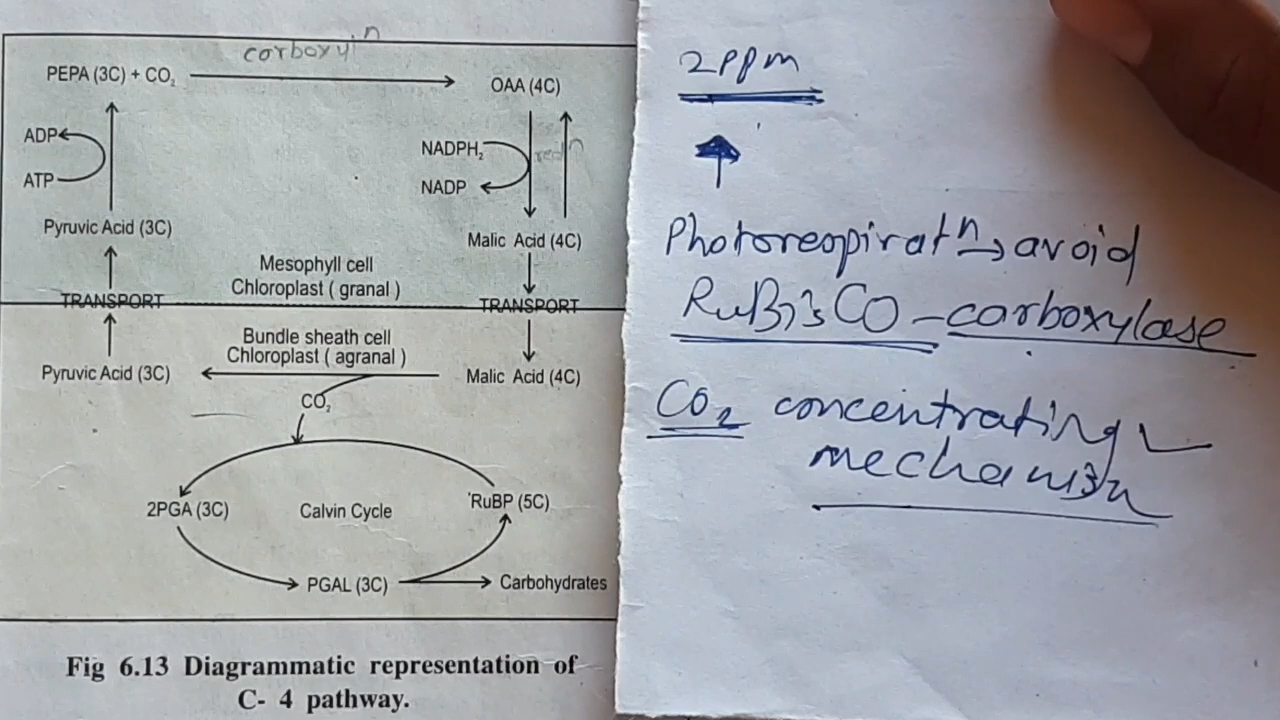 carboxylⁿ
PEPA (3C) + CO₂
OAA (4C)
ADP
ATP
NADPH₂
NADP
redⁿ
Pyruvic Acid (3C)
Malic Acid (4C)
Mesophyll cell
Chloroplast ( granal )
TRANSPORT
TRANSPORT
Bundle sheath cell
Chloroplast ( agranal )
Pyruvic Acid (3C)
Malic Acid (4C)
CO₂
2PGA (3C)
Calvin Cycle
RuBP (5C)
PGAL (3C)
Carbohydrates
Fig 6.13 Diagrammatic representation of
C- 4 pathway.
2ppm
Photorespiratⁿ → avoid
RuBisCO - carboxylase
CO₂ concentrating
mechanism